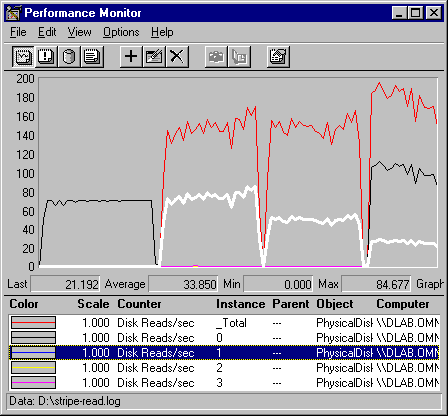 Performance Monitor
File Edit View Options Help
200
180
160
140
120
100
80
60
40
20
0
Last 21.192 Average 33.850 Min 0.000 Max 84.677 Graph
Color Scale Counter Instance Parent Object Computer
1.000 Disk Reads/sec _Total --- PhysicalDisk \\DLAB.OMN
1.000 Disk Reads/sec 0 --- PhysicalDisk \\DLAB.OMN
1.000 Disk Reads/sec 1 --- PhysicalDisk \\DLAB.OMN
1.000 Disk Reads/sec 2 --- PhysicalDisk \\DLAB.OMN
1.000 Disk Reads/sec 3 --- PhysicalDisk \\DLAB.OMN
Data: D:\stripe-read.log